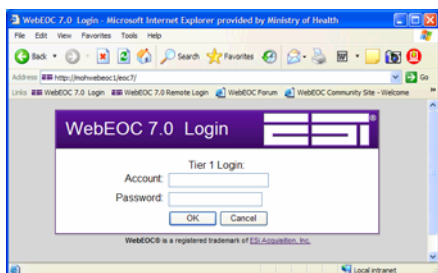 WebEOC 7.0 Login - Microsoft Internet Explorer provided by Ministry of Health
File Edit View Favorites Tools Help
Back Search Favorites
Address http://mohwebeoc1/eoc7/ Go
Links WebEOC 7.0 Login WebEOC 7.0 Remote Login WebEOC Forum WebEOC Community Site - Welcome »
WebEOC 7.0 Login ESi®
Tier 1 Login:
Account:
Password:
OK Cancel
WebEOC® is a registered trademark of ESi Acquisition, Inc.
Local intranet